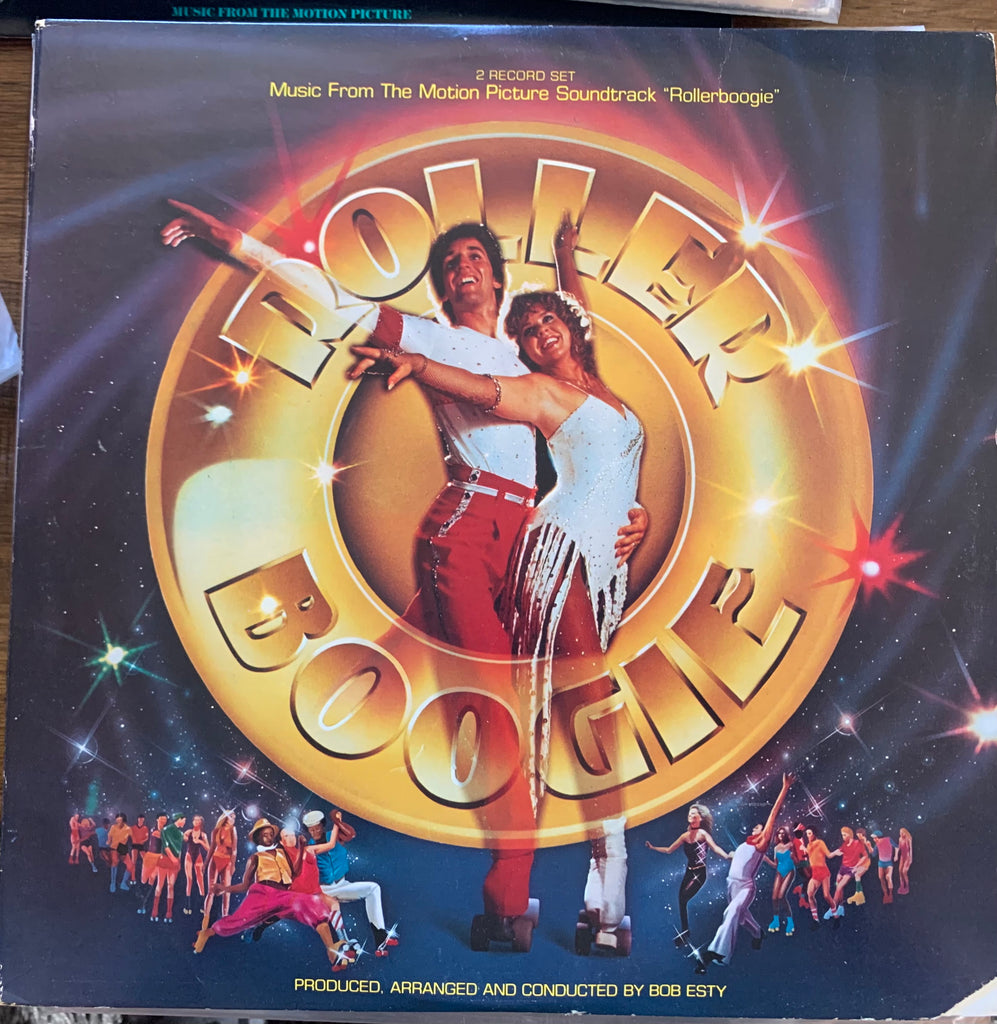 MUSIC FROM THE MOTION PICTURE
2 RECORD SET
Music From The Motion Picture Soundtrack “Rollerboogie”
ROLLER
BOOGIE
PRODUCED, ARRANGED AND CONDUCTED BY BOB ESTY